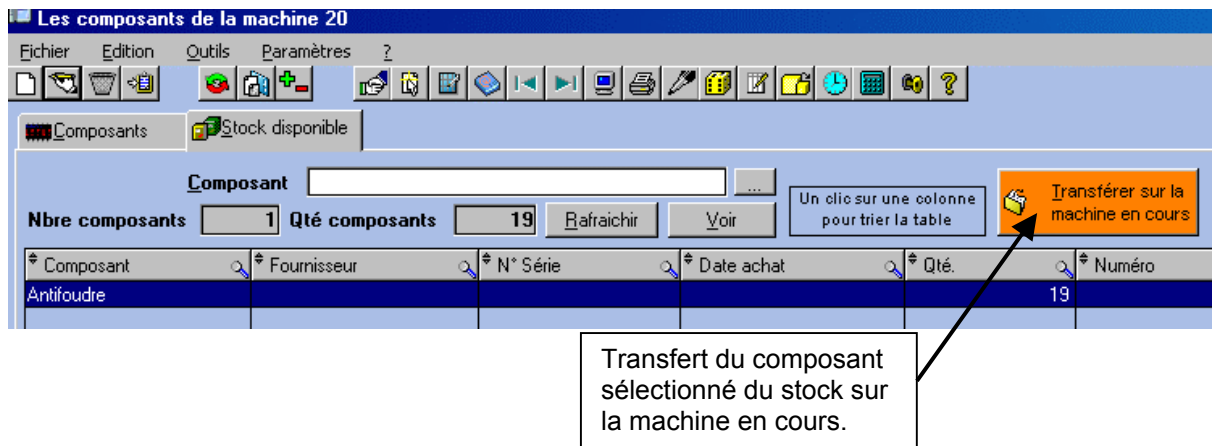 Les composants de la machine 20
Fichier Edition Outils Paramètres ?
Composants Stock disponible
Composant ...
Un clic sur une colonne
pour trier la table
Transférer sur la
machine en cours
Nbre composants 1 Qté composants 19 Rafraichir Voir
Composant Fournisseur N° Série Date achat Qté. Numéro
Antifoudre 19
Transfert du composant
sélectionné du stock sur
la machine en cours.